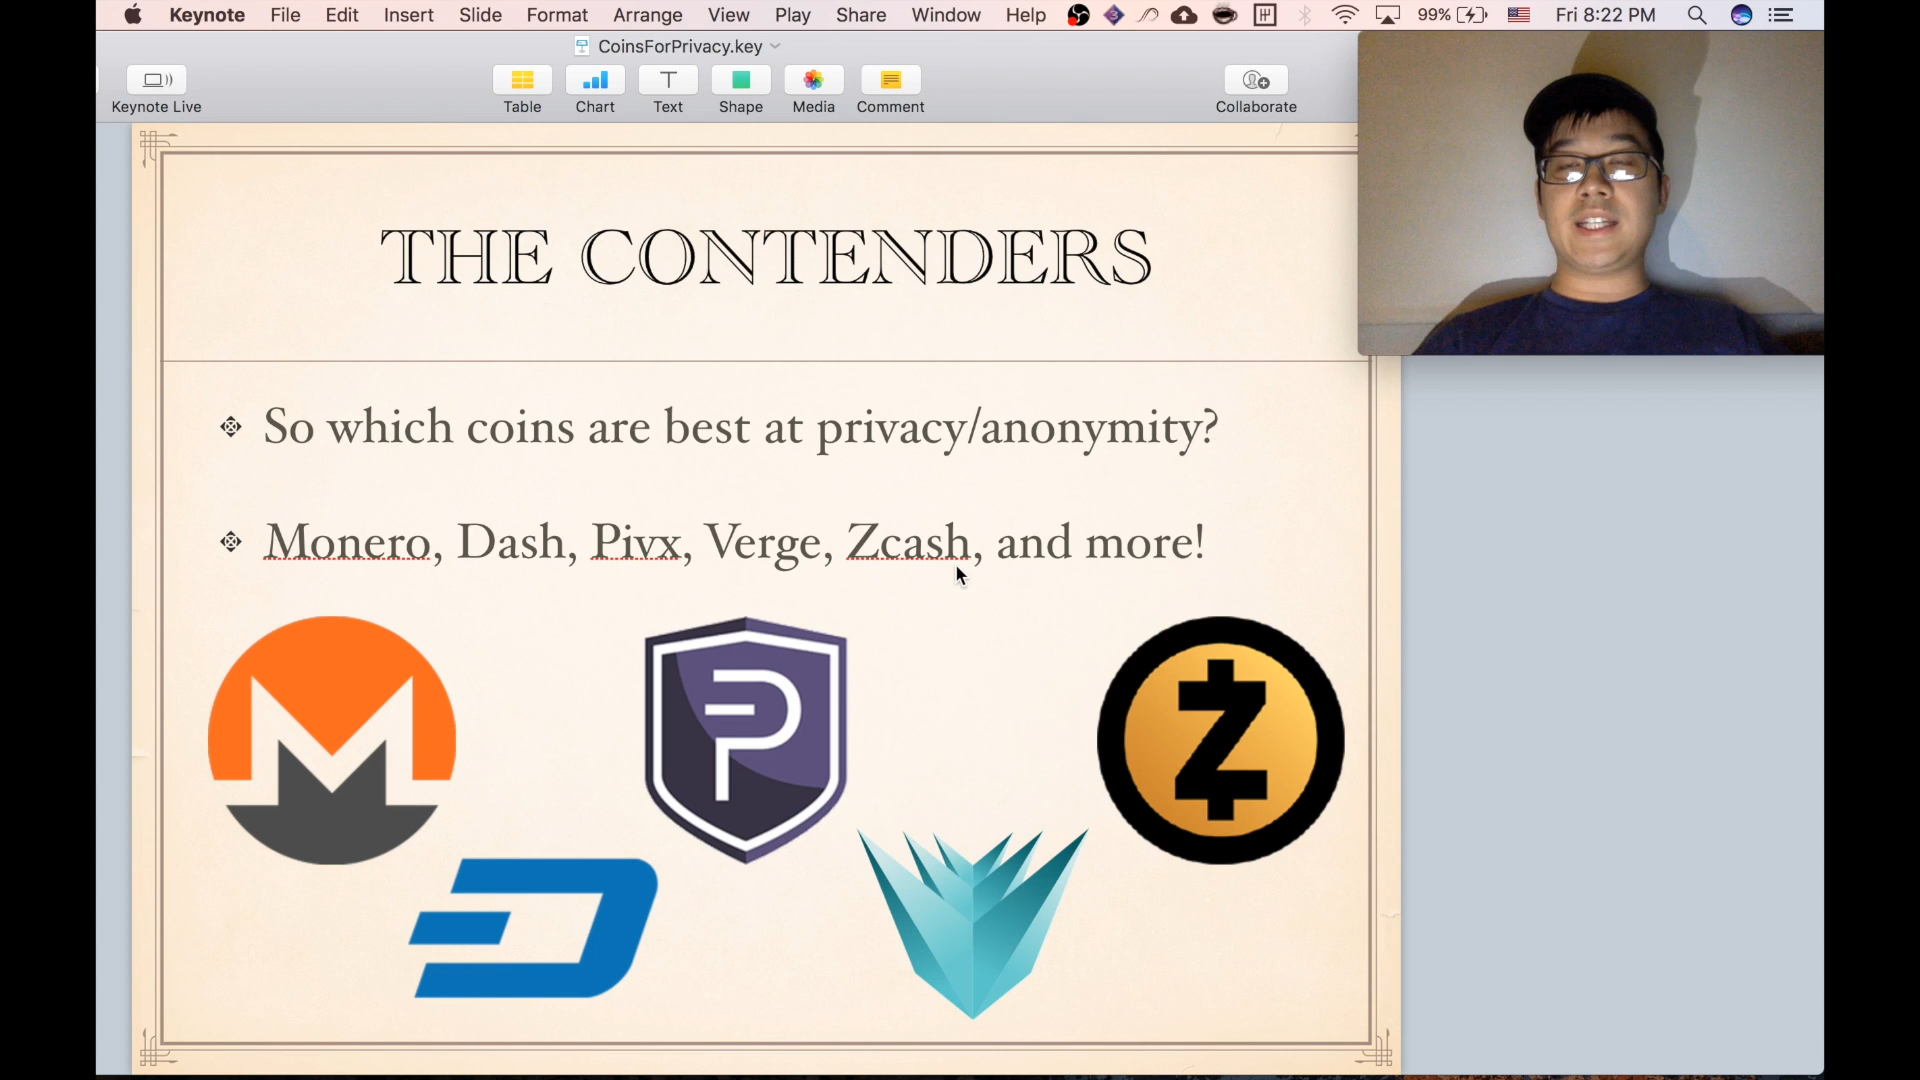 Keynote File Edit Insert Slide Format Arrange View Play Share Window Help 99% Fri 8:22 PM
CoinsForPrivacy.key
Keynote Live Table Chart Text Shape Media Comment Collaborate
THE CONTENDERS
So which coins are best at privacy/anonymity?
Monero, Dash, Pivx, Verge, Zcash, and more!